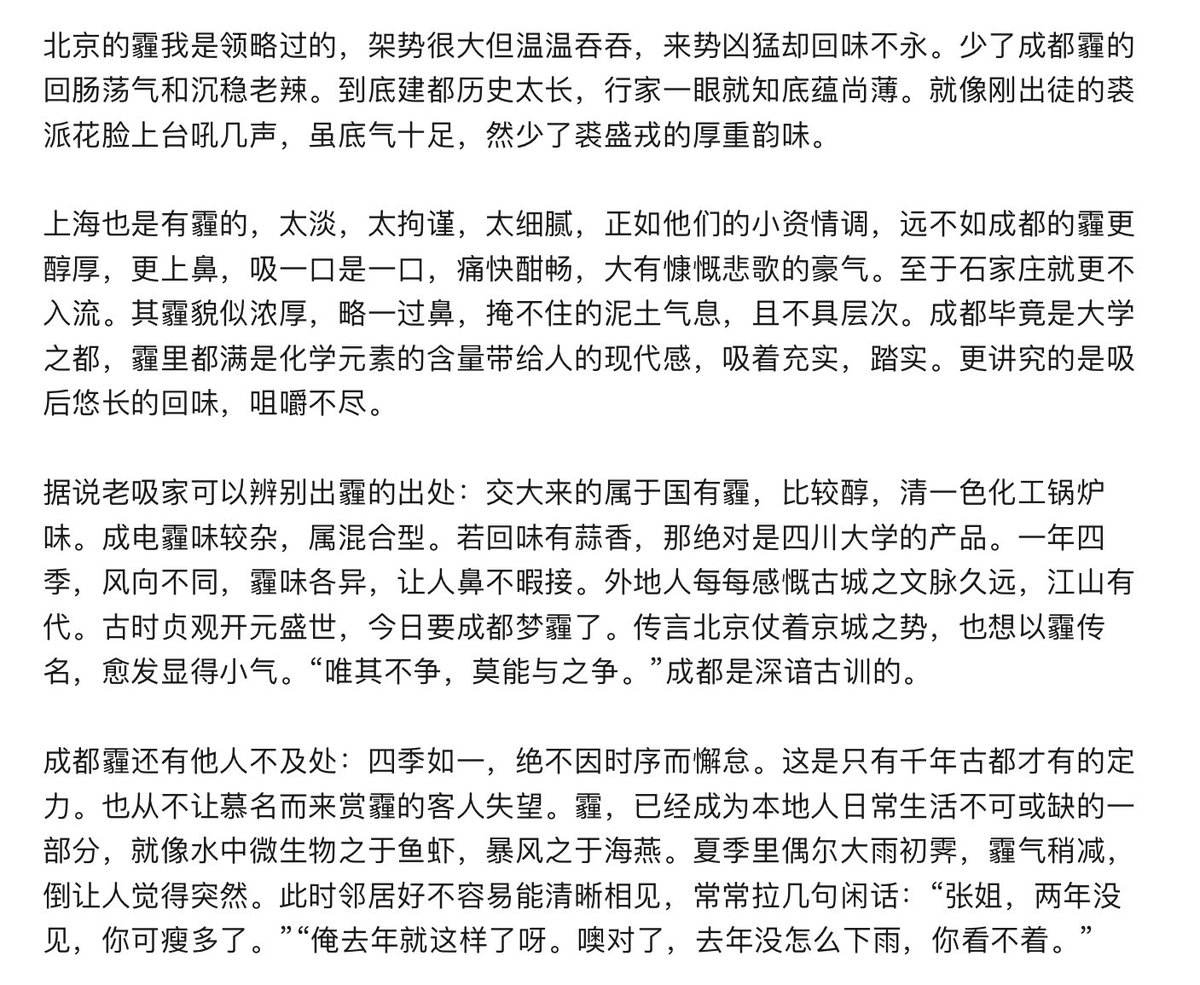 北京的霾我是领略过的，架势很大但温温吞吞，来势凶猛却回味不永。少了成都霾的
回肠荡气和沉稳老辣。到底建都历史太长，行家一眼就知底蕴尚薄。就像刚出徒的裘
派花脸上台吼几声，虽底气十足，然少了裘盛戎的厚重韵味。
上海也是有霾的，太淡，太拘谨，太细腻，正如他们的小资情调，远不如成都的霾更
醇厚，更上鼻，吸一口是一口，痛快酣畅，大有慷慨悲歌的豪气。至于石家庄就更不
入流。其霾貌似浓厚，略一过鼻，掩不住的泥土气息，且不具层次。成都毕竟是大学
之都，霾里都满是化学元素的含量带给人的现代感，吸着充实，踏实。更讲究的是吸
后悠长的回味，咀嚼不尽。
据说老吸家可以辨别出霾的出处：交大来的属于国有霾，比较醇，清一色化工锅炉
味。成电霾味较杂，属混合型。若回味有蒜香，那绝对是四川大学的产品。一年四
季，风向不同，霾味各异，让人鼻不暇接。外地人每每感慨古城之文脉久远，江山有
代。古时贞观开元盛世，今日要成都梦霾了。传言北京仗着京城之势，也想以霾传
名，愈发显得小气。“唯其不争，莫能与之争。”成都是深谙古训的。
成都霾还有他人不及处：四季如一，绝不因时序而懈怠。这是只有千年古都才有的定
力。也从不让慕名而来赏霾的客人失望。霾，已经成为本地人日常生活不可或缺的一
部分，就像水中微生物之于鱼虾，暴风之于海燕。夏季里偶尔大雨初霁，霾气稍减，
倒让人觉得突然。此时邻居好不容易能清晰相见，常常拉几句闲话：“张姐，两年没
见，你可瘦多了。”“俺去年就这样了呀。噢对了，去年没怎么下雨，你看不着。”